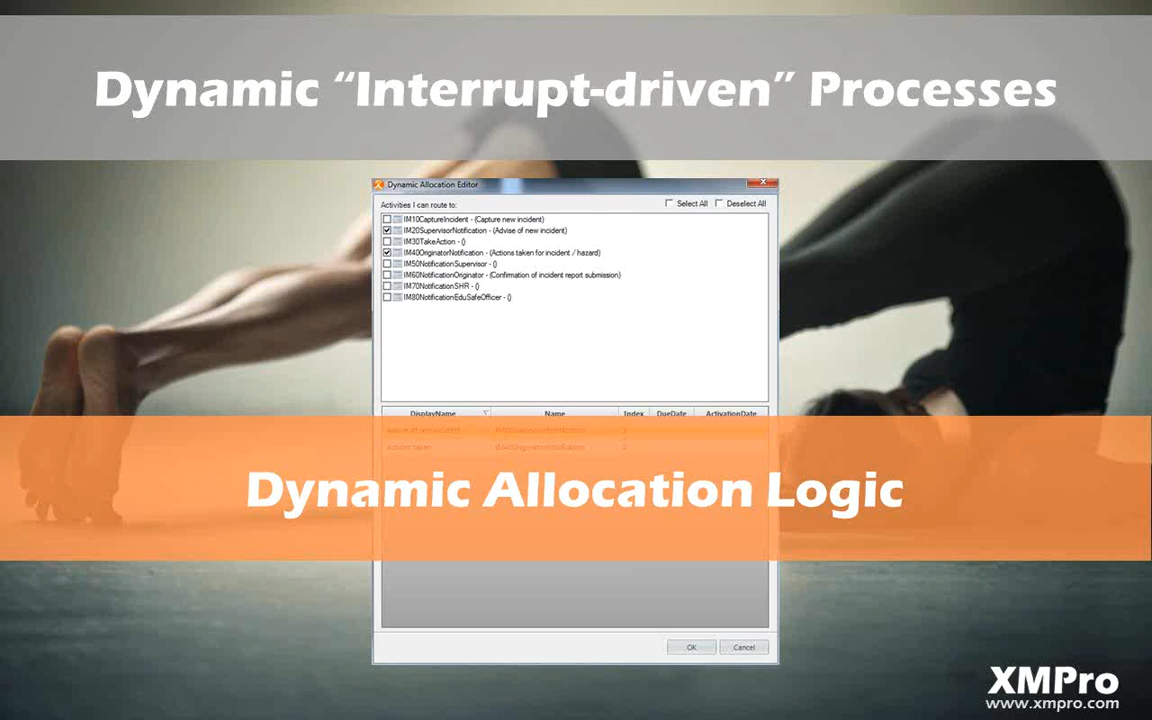 Dynamic “Interrupt-driven” Processes
Dynamic Allocation Editor
Activities I can route to:
Select All
Deselect All
IM10CaptureIncident - (Capture new incident)
IM20SupervisorNotification - (Advise of new incident)
IM30TakeAction - ()
IM40OriginatorNotification - (Actions taken for incident / hazard)
IM50NotificationSupervisor - ()
IM60NotificationOriginator - (Confirmation of incident report submission)
IM70NotificationSHR - ()
IM80NotificationEduSafeOfficer - ()
DisplayName
Name
Index
DueDate
ActivationDate
Dynamic Allocation Logic
OK
Cancel
XMPro
www.xmpro.com